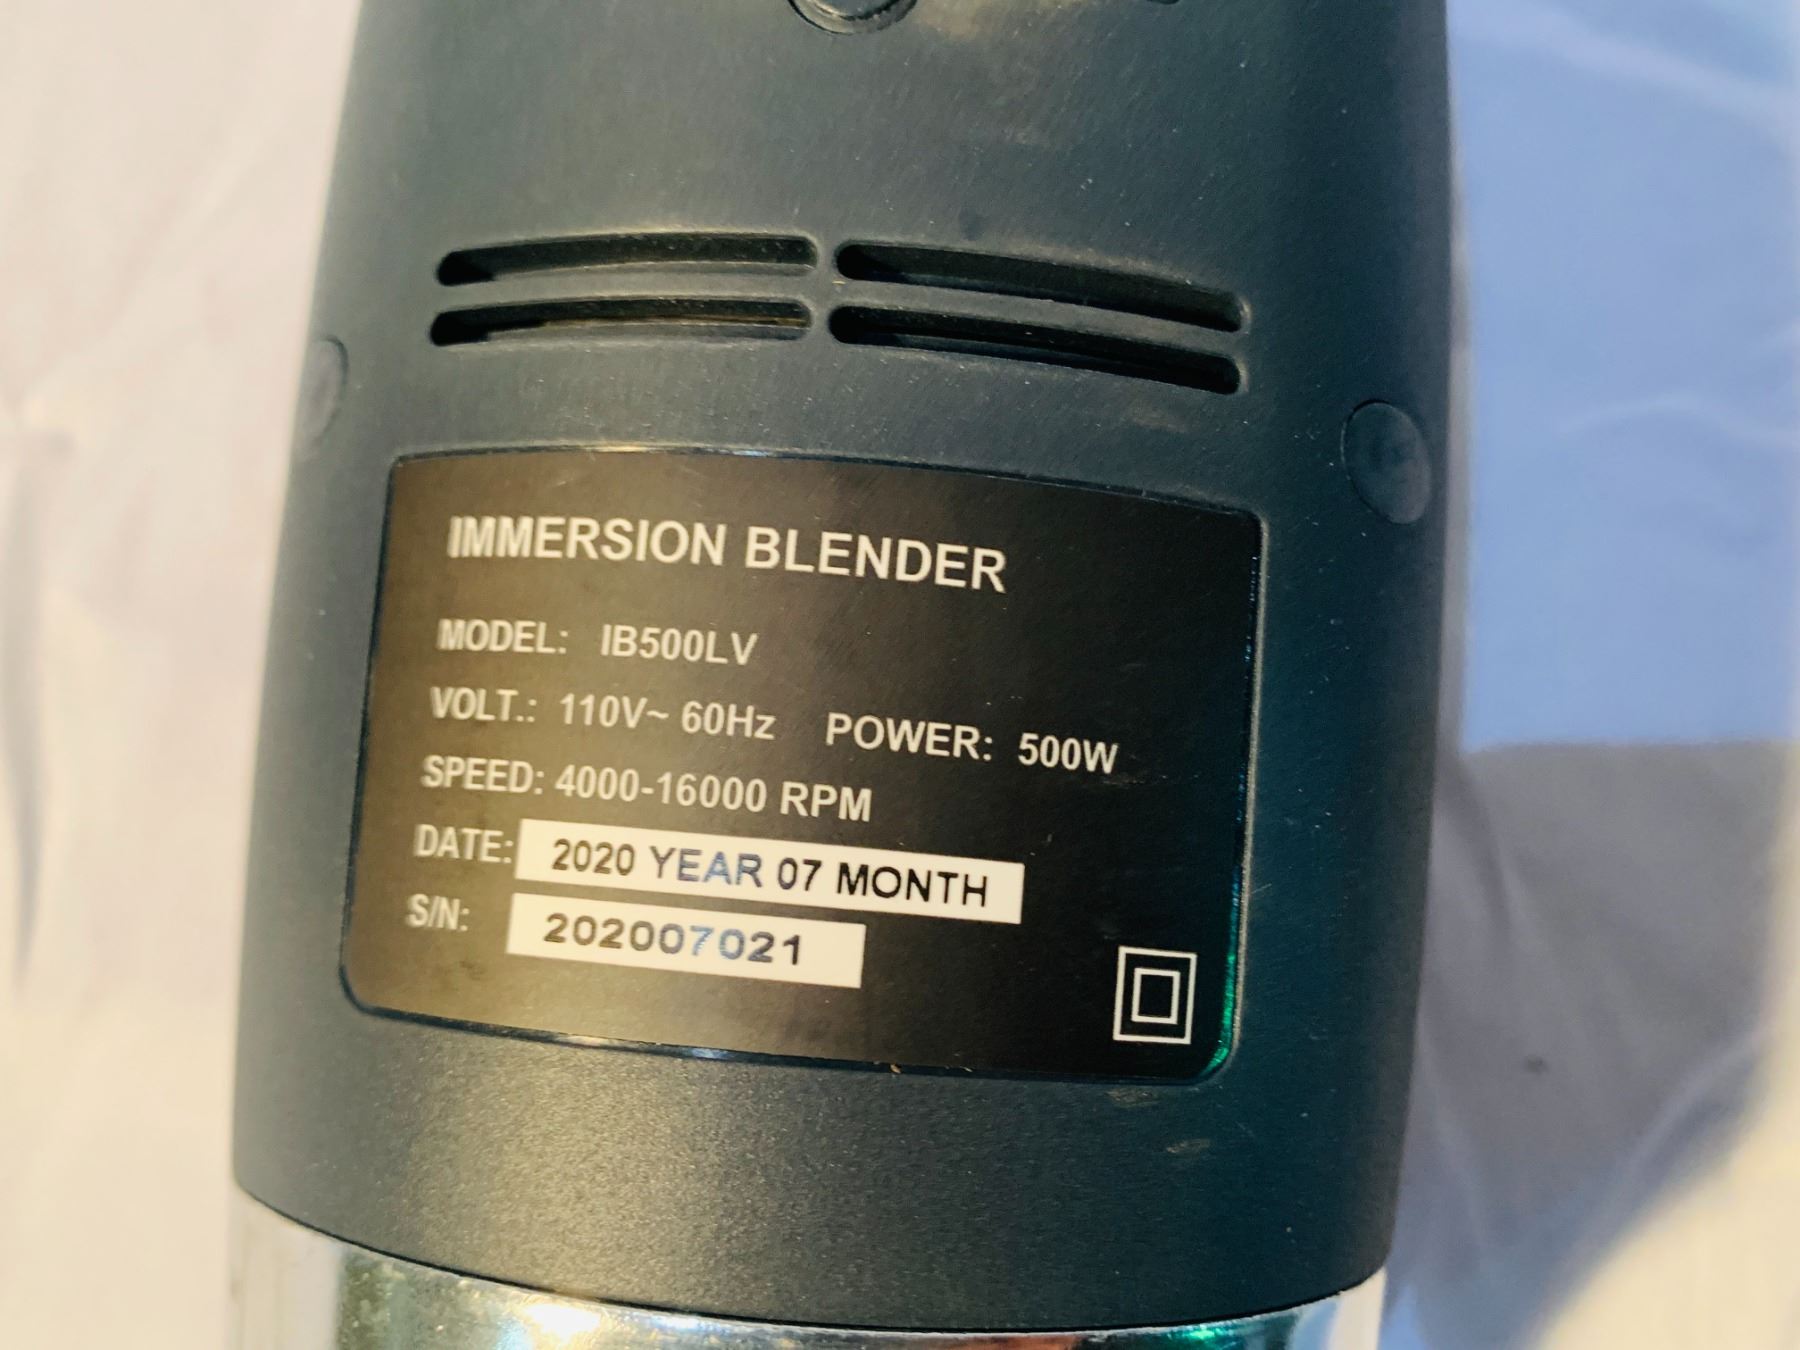 IMMERSION BLENDER
MODEL: IB500LV
VOLT.: 110V~ 60Hz POWER: 500W
SPEED: 4000-16000 RPM
DATE: 2020 YEAR 07 MONTH
S/N: 202007021